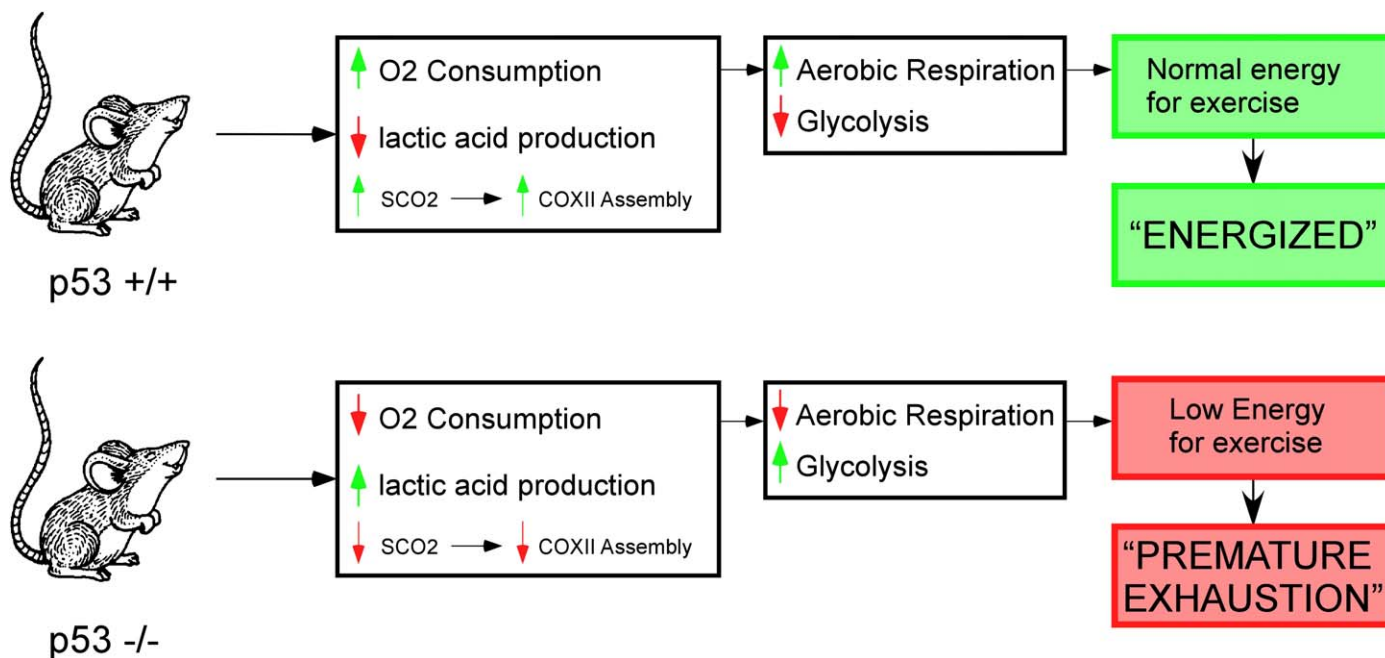 O2 Consumption
lactic acid production
SCO2 COXII Assembly
Aerobic Respiration
Glycolysis
Normal energy
for exercise
“ENERGIZED”
p53 +/+
O2 Consumption
lactic acid production
SCO2 COXII Assembly
Aerobic Respiration
Glycolysis
Low Energy
for exercise
“PREMATURE
EXHAUSTION”
p53 -/-